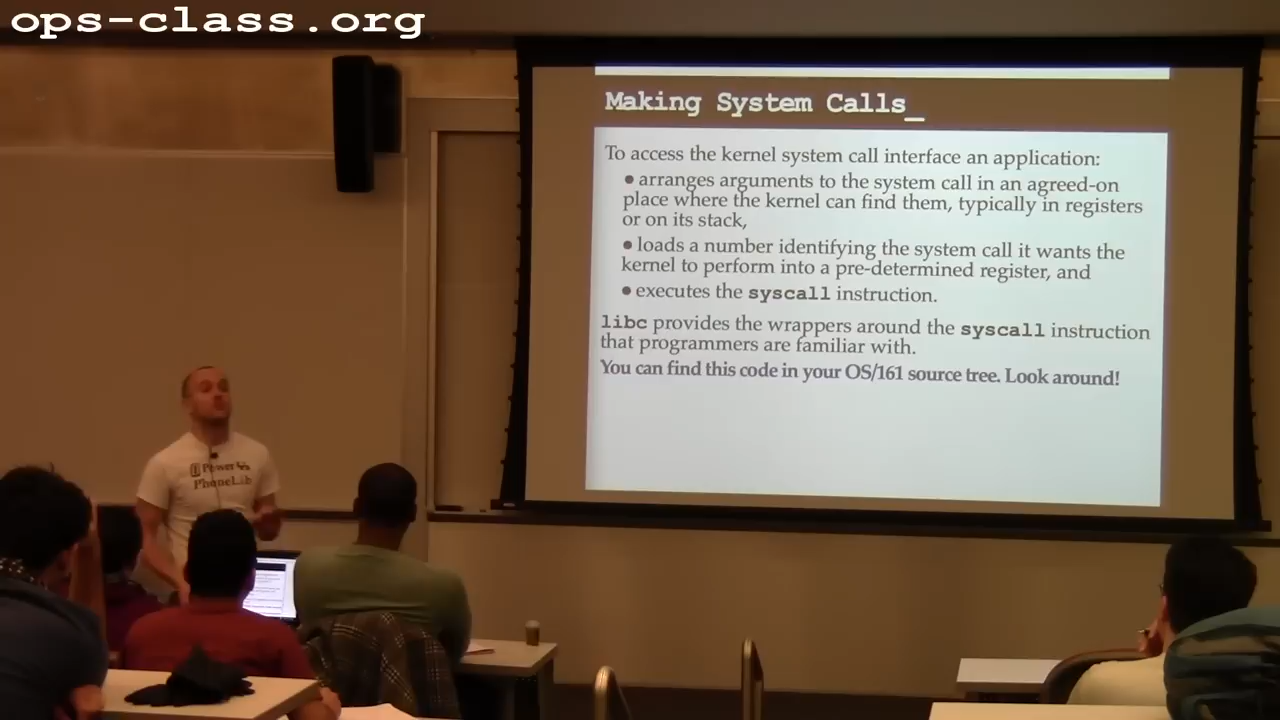 ops-class.org
Making System Calls_
To access the kernel system call interface an application:
• arranges arguments to the system call in an agreed-on
place where the kernel can find them, typically in registers
or on its stack,
• loads a number identifying the system call it wants the
kernel to perform into a pre-determined register, and
• executes the syscall instruction.
libc provides the wrappers around the syscall instruction
that programmers are familiar with.
You can find this code in your OS/161 source tree. Look around!
Power
PhoneLab